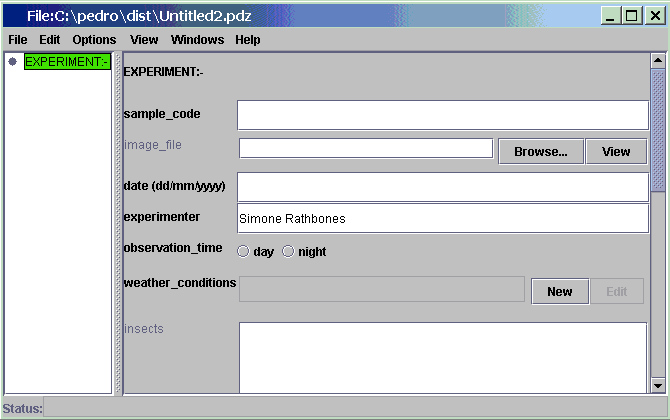 File:C:\pedro\dist\Untitled2.pdz
File Edit Options View Windows Help
EXPERIMENT:-
EXPERIMENT:-
sample_code
image_file Browse... View
date (dd/mm/yyyy)
experimenter Simone Rathbones
observation_time day night
weather_conditions New Edit
insects
Status: